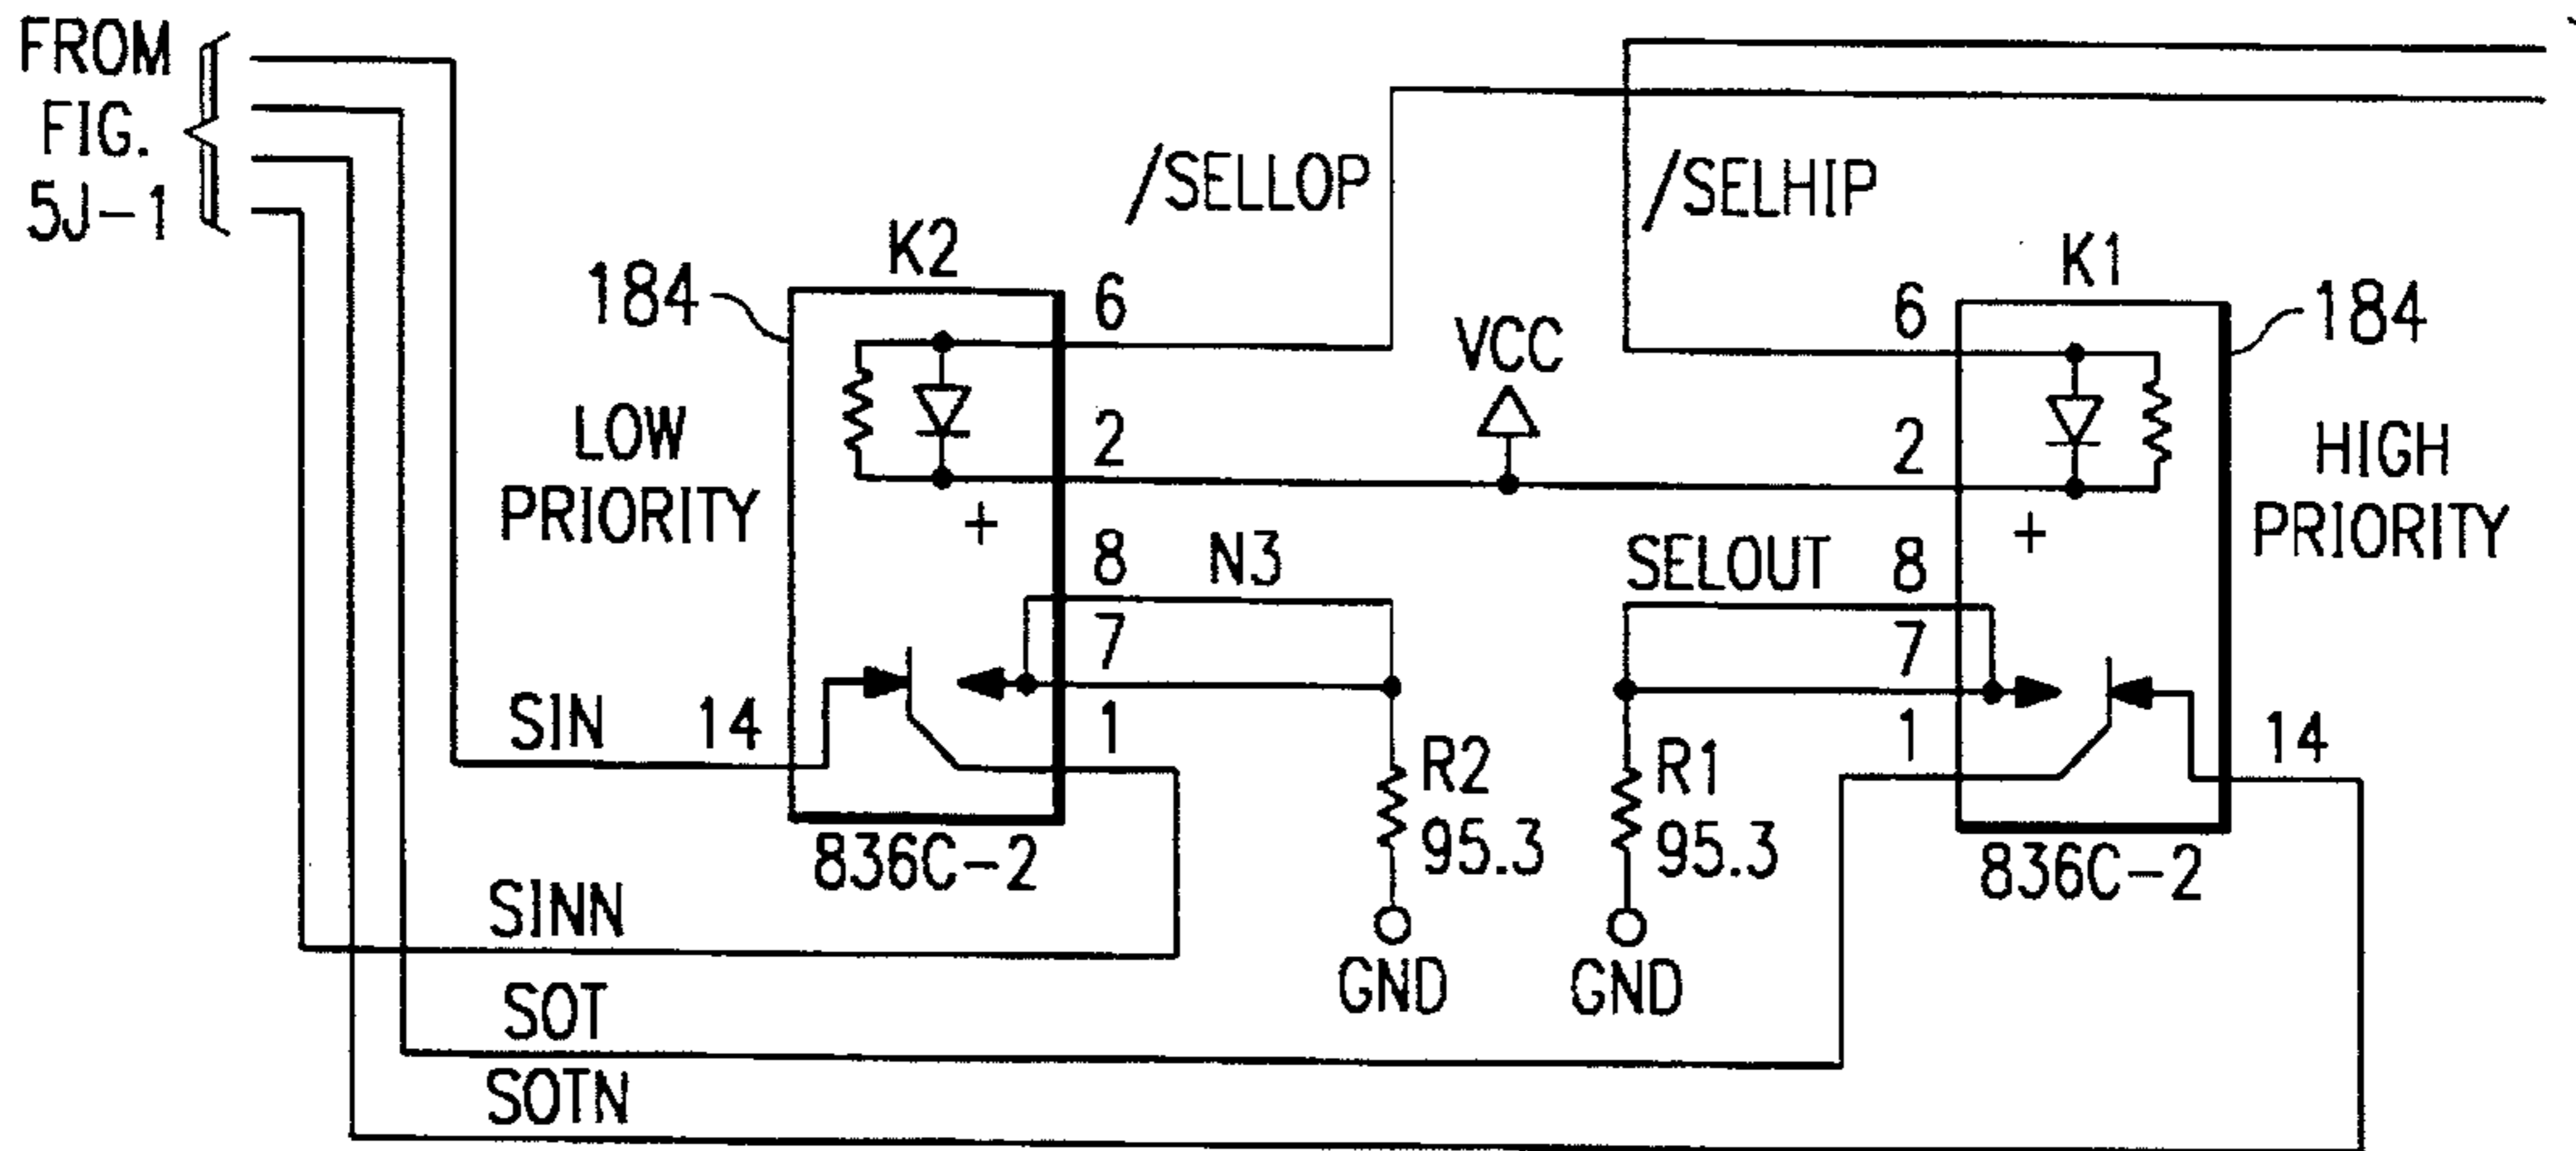 FROM
FIG.
5J-1
/SELLOP
/SELHIP
K2
K1
184
184
6
6
VCC
LOW
PRIORITY
2
2
HIGH
PRIORITY
+
+
8
N3
SELOUT
8
7
7
SIN
14
1
1
14
R2
95.3
R1
95.3
836C-2
836C-2
SINN
GND
GND
SOT
SOTN